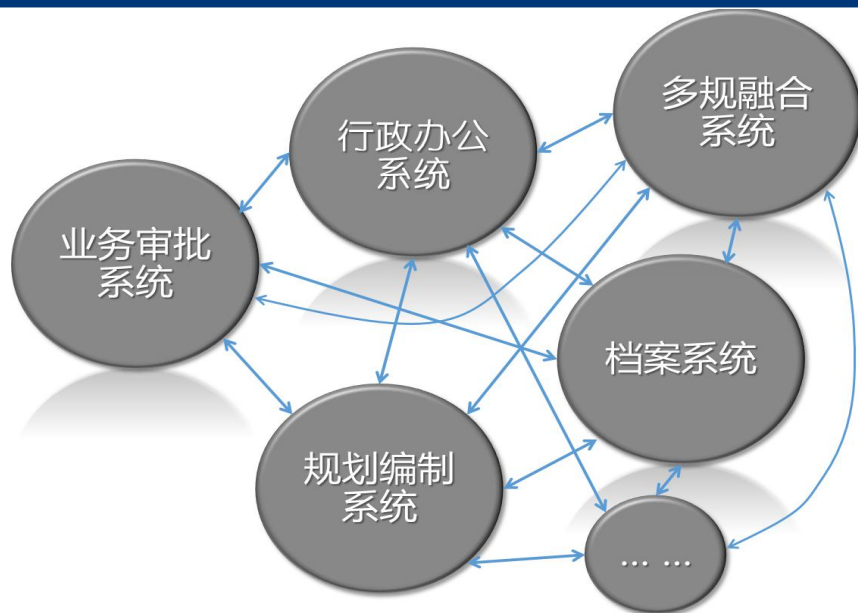 多规融合
系统
行政办公
系统
业务审批
系统
档案系统
规划编制
系统
... ...